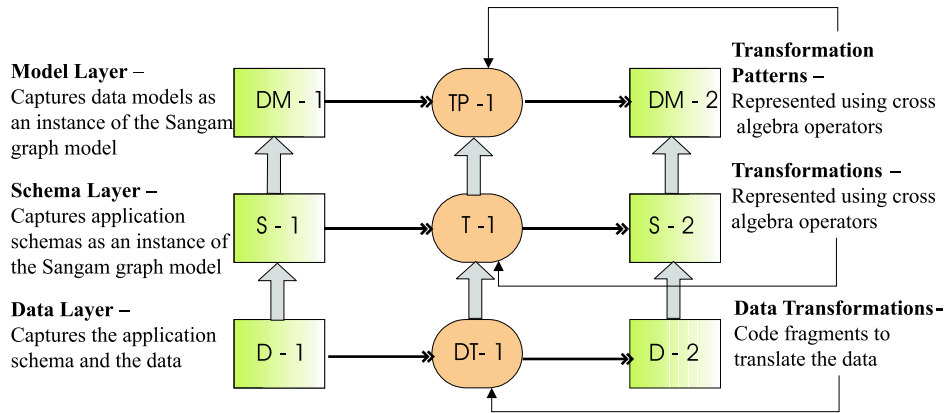 Model Layer –
Captures data models as
an instance of the Sangam
graph model
DM - 1
TP -1
DM - 2
Transformation
Patterns –
Represented using cross
algebra operators
Schema Layer –
Captures application
schemas as an instance of
the Sangam graph model
S - 1
T -1
S - 2
Transformations –
Represented using cross
algebra operators
Data Layer –
Captures the application
schema and the data
D - 1
DT- 1
D - 2
Data Transformations–
Code fragments to
translate the data